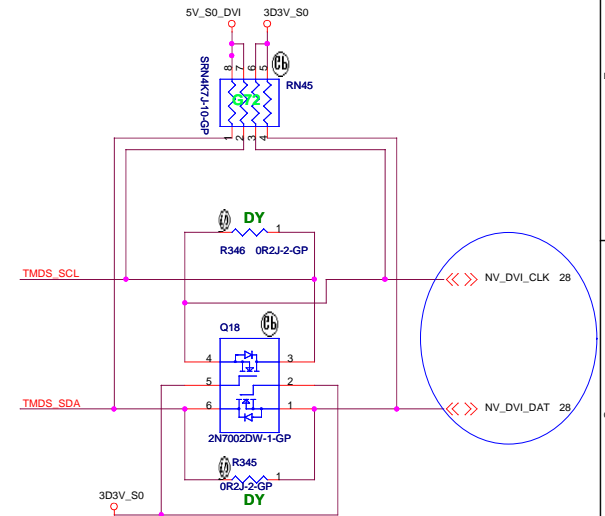 5V_S0_DVI 3D3V_S0
8 7 6 5
SRN4K7J-10-GP
G72
RN45
1 2 3 4
DY
1
R346 0R2J-2-GP
TMDS_SCL
NV_DVI_CLK 28
Q18
4 3
5 2
6 1
TMDS_SDA
NV_DVI_DAT 28
2N7002DW-1-GP
R345
1
0R2J-2-GP
DY
3D3V_S0